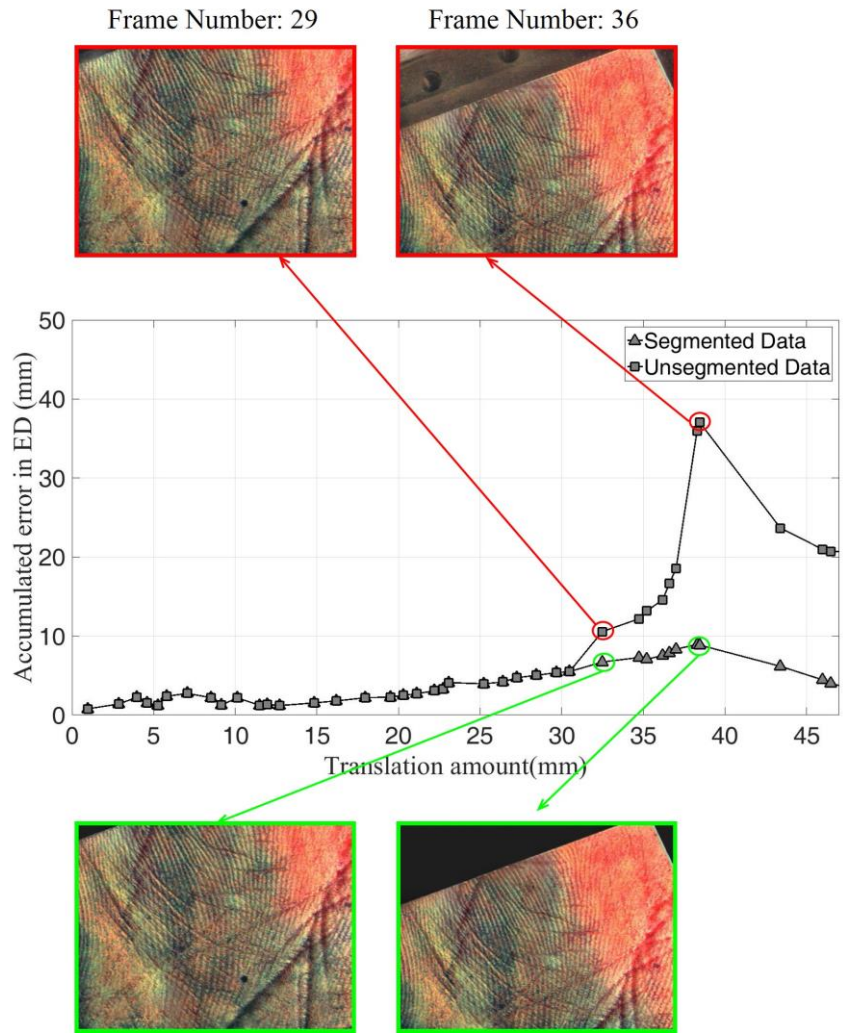 Frame Number: 29
Frame Number: 36
Accumulated error in ED (mm)
50
40
30
20
10
0
Segmented Data
Unsegmented Data
0 5 10 15 20 25 30 35 40 45
Translation amount(mm)